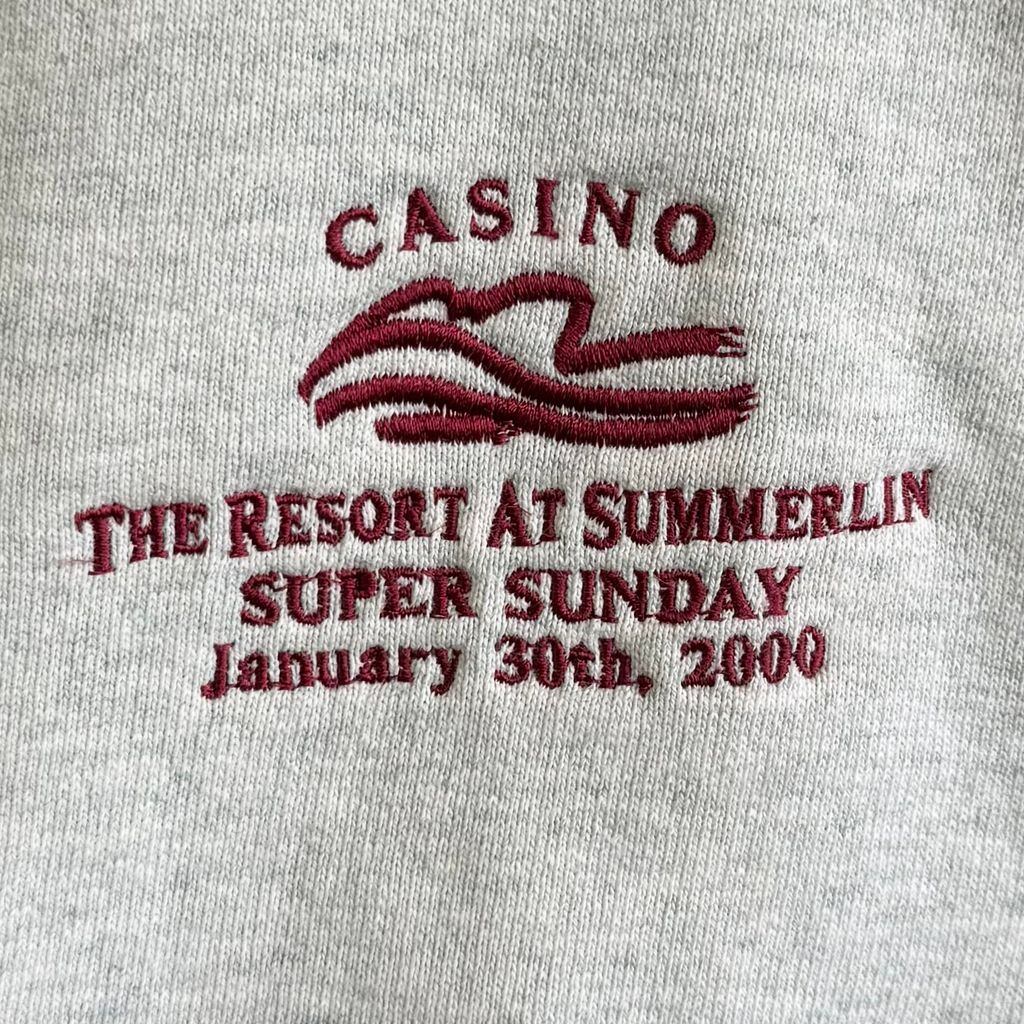 CASINO
THE RESORT AT SUMMERLIN
SUPER SUNDAY
January 30th, 2000